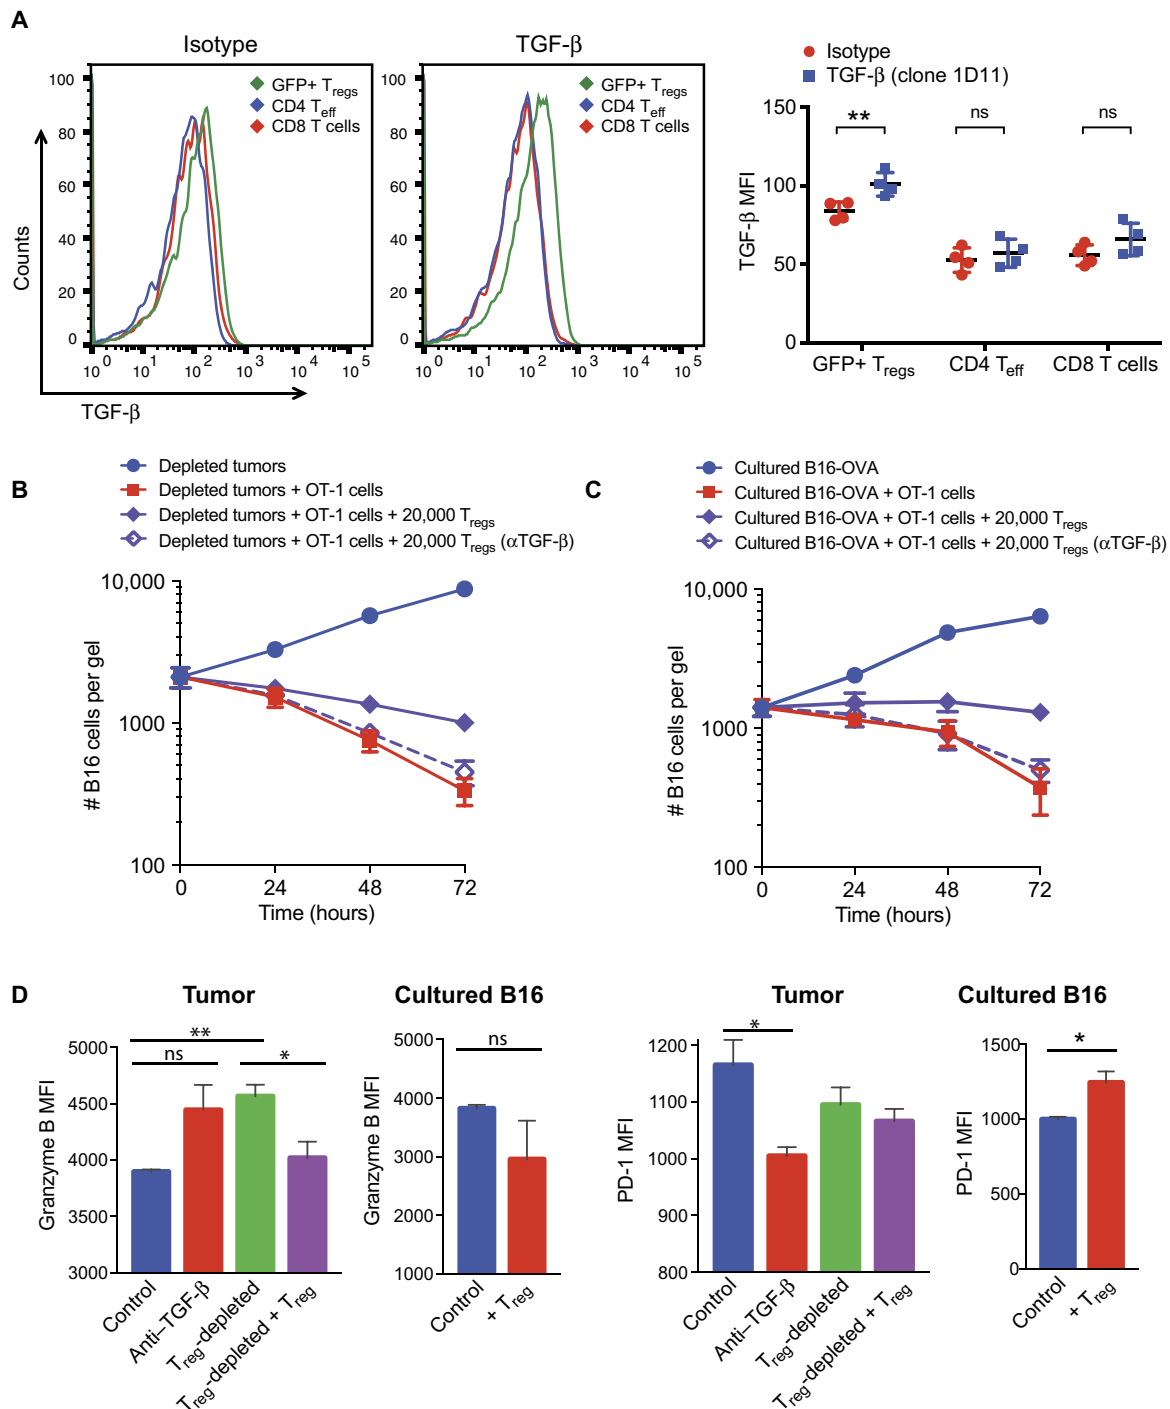 A
Isotype
TGF-β
Isotype
TGF-β (clone 1D11)
GFP+ Tregs
CD4 Teff
CD8 T cells
GFP+ Tregs
CD4 Teff
CD8 T cells
Counts
100
80
60
40
20
0
10^0 10^1 10^2 10^3 10^4 10^5
100
80
60
40
20
0
10^0 10^1 10^2 10^3 10^4 10^5
TGF-β
TGF-β MFI
150
100
50
0
** ns ns
GFP+ Tregs CD4 Teff CD8 T cells
B
Depleted tumors
Depleted tumors + OT-1 cells
Depleted tumors + OT-1 cells + 20,000 Tregs
Depleted tumors + OT-1 cells + 20,000 Tregs (αTGF-β)
# B16 cells per gel
10,000
1000
100
0 24 48 72
Time (hours)
C
Cultured B16-OVA
Cultured B16-OVA + OT-1 cells
Cultured B16-OVA + OT-1 cells + 20,000 Tregs
Cultured B16-OVA + OT-1 cells + 20,000 Tregs (αTGF-β)
# B16 cells per gel
10,000
1000
100
0 24 48 72
Time (hours)
D
Tumor
Granzyme B MFI
5000
4500
4000
3500
3000
**
ns
*
Control
Anti–TGF-β
Treg-depleted
Treg-depleted + Treg
Cultured B16
Granzyme B MFI
5000
4000
3000
2000
1000
ns
Control
+ Treg
Tumor
PD-1 MFI
1200
1100
1000
900
800
*
Control
Anti–TGF-β
Treg-depleted
Treg-depleted + Treg
Cultured B16
PD-1 MFI
1500
1000
500
0
*
Control
+ Treg